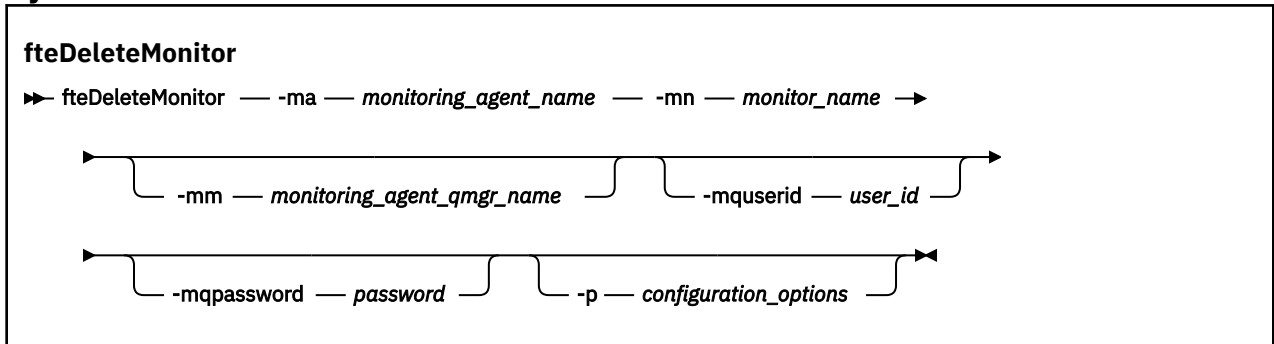 fteDeleteMonitor
fteDeleteMonitor -ma monitoring_agent_name -mn monitor_name
-mm monitoring_agent_qmgr_name -mquserid user_id
-mqpassword password -p configuration_options